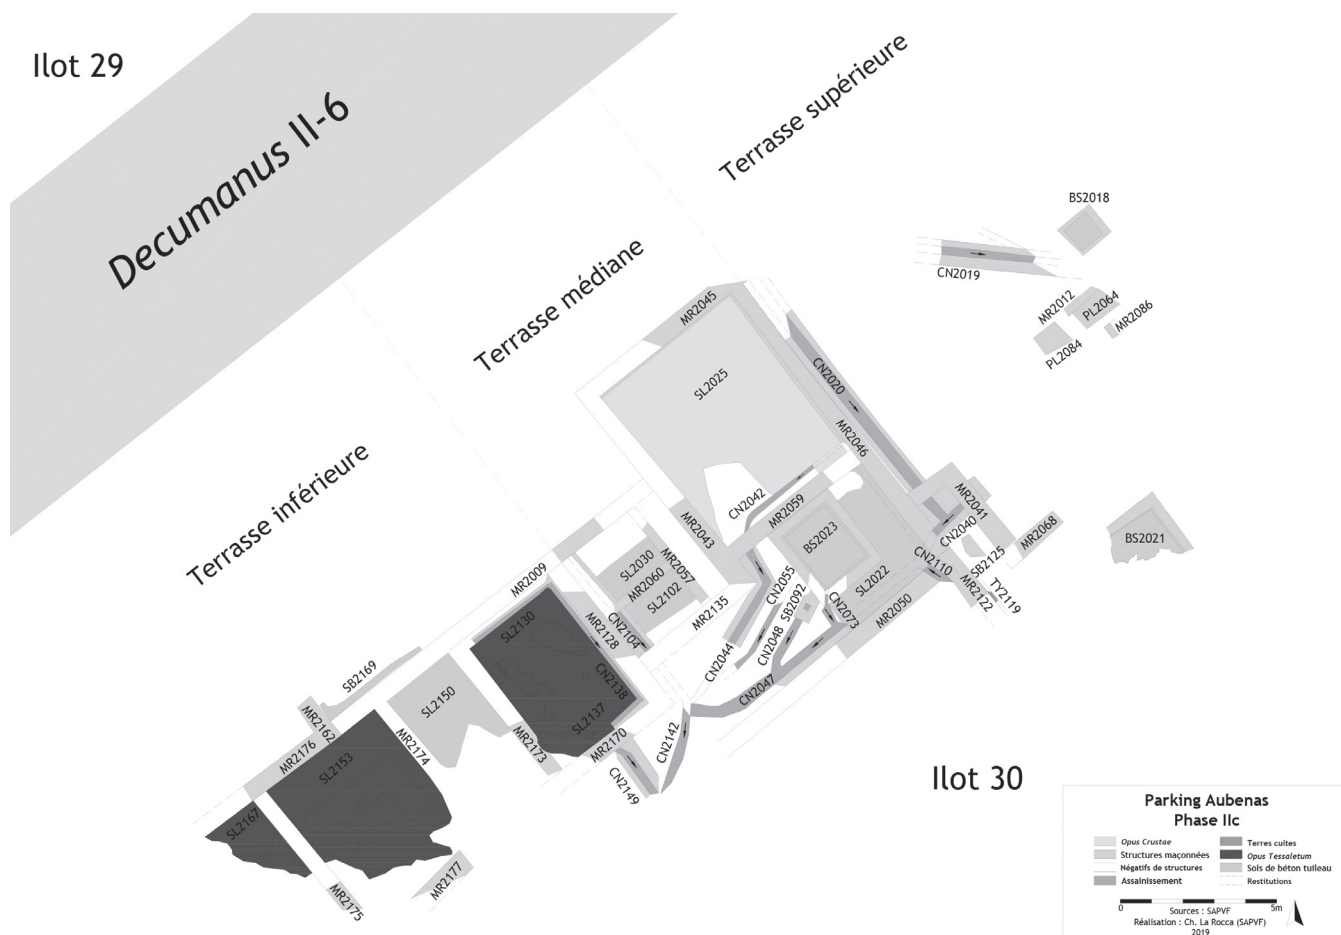 Ilot 29
Decumanus II-6
Terrasse supérieure
Terrasse médiane
Terrasse inférieure
BS2018
CN2019
MR2012
PL2064
MR2086
PL2084
MR2045
SL2025
CN2020
MR2046
CN2042
MR2059
MR2043
BS2023
MR2041
CN2040
MR2068
SB2125
TY2119
BS2021
CN2110
MR2122
SL2022
MR2050
CN2055
SB2092
CN2073
CN2048
CN2047
CN2044
MR2135
SL2030
MR2057
MR2060
SL2102
CN2104
MR2009
MR2128
SL2130
CN2138
SL2137
MR2170
CN2142
CN2149
MR2173
SB2169
SL2150
MR2162
MR2176
MR2174
SL2153
SL2167
MR2177
MR2175
Ilot 30
Parking Aubenas
Phase IIc
Opus Crustae
Structures maçonnées
Négatifs de structures
Assainissement
Terres cuites
Opus Tessaletum
Sols de béton tuileau
Restitutions
0 5m
Sources : SAPVF
Réalisation : Ch. La Rocca (SAPVF)
2019